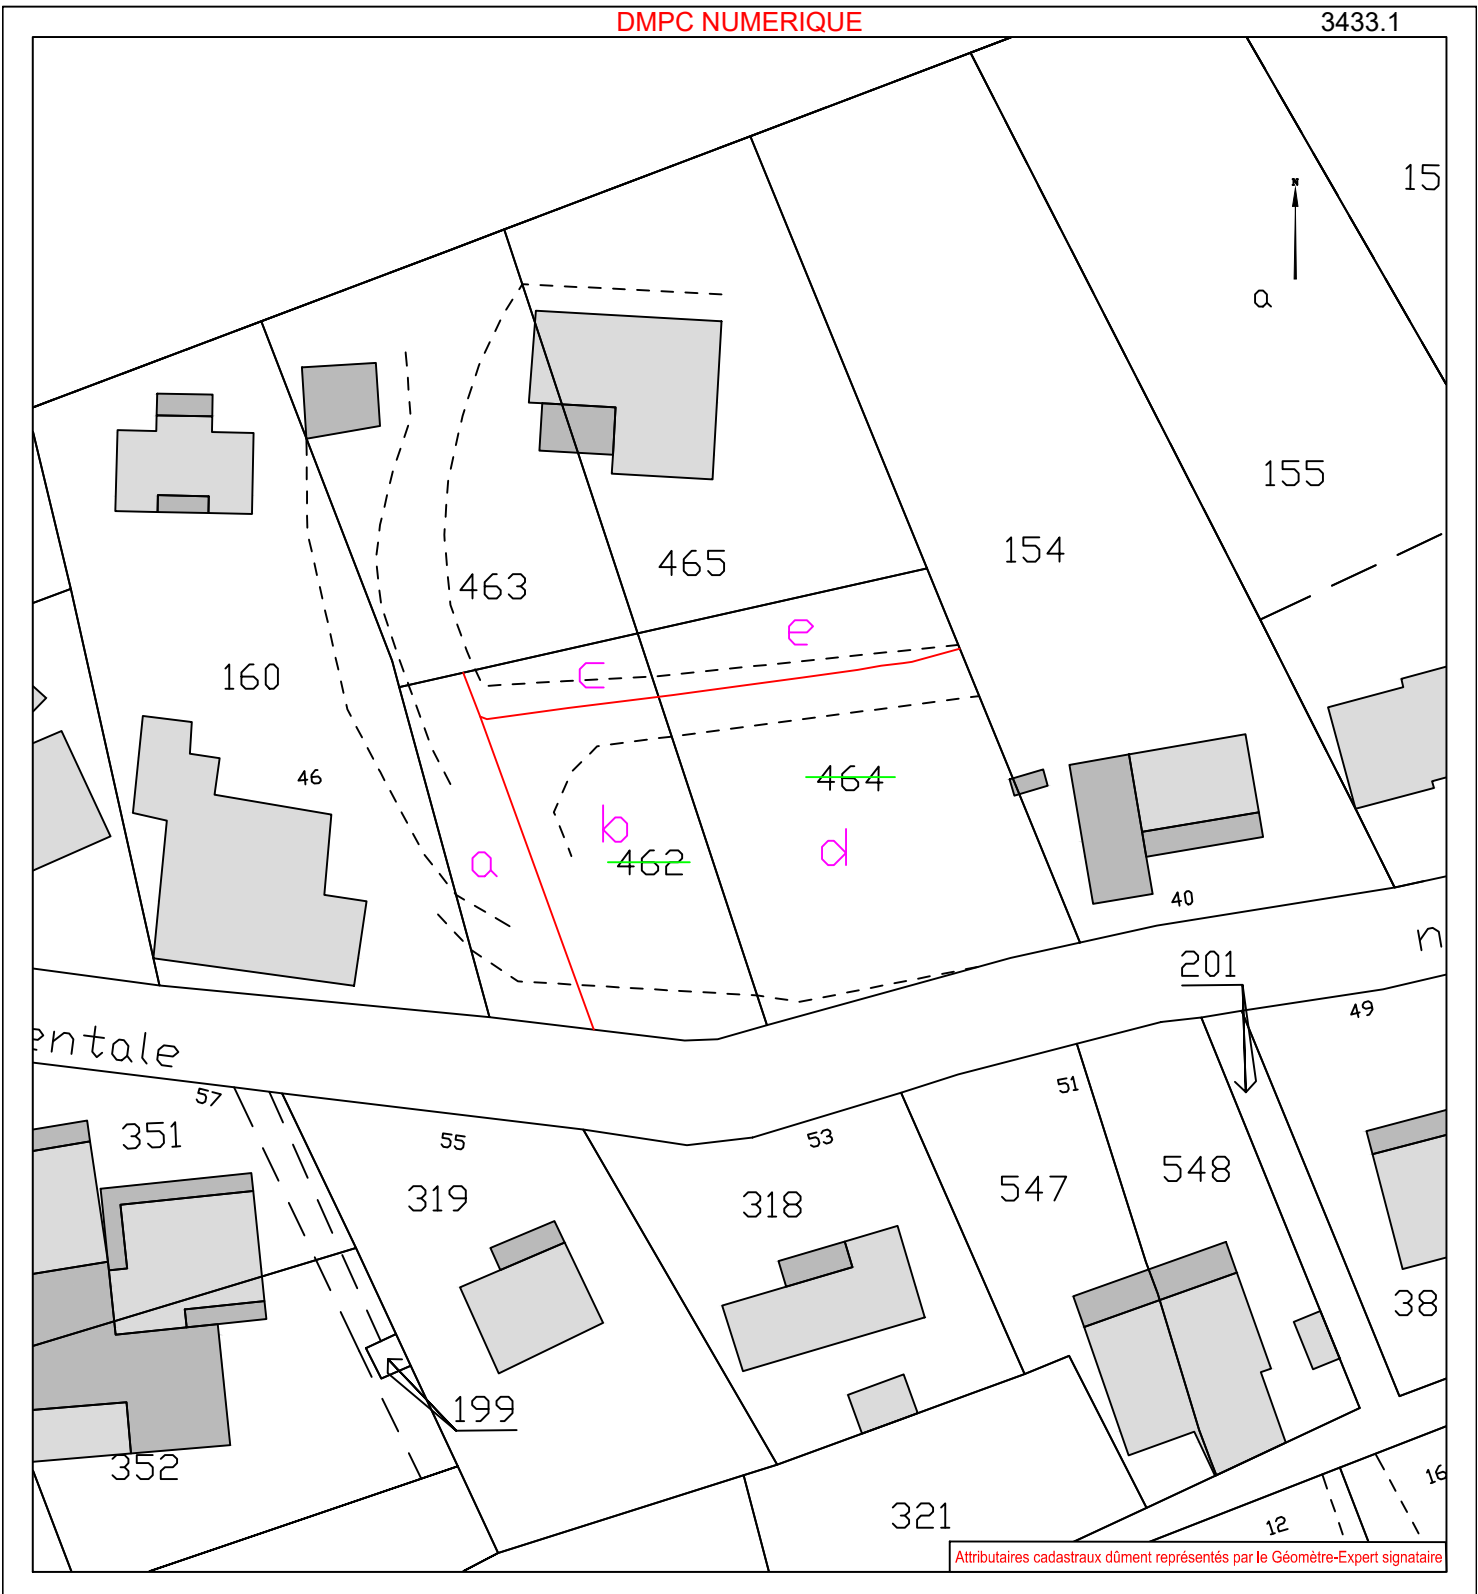 DMPC NUMERIQUE
3433.1
15
N
a
155
154
465
463
e
c
160
46
464
b
462
a
d
40
n
201
49
entale
57
351
55
53
51
319
318
547
548
38
199
352
321
12
16
Attributaires cadastraux dûment représentés par le Géomètre-Expert signataire